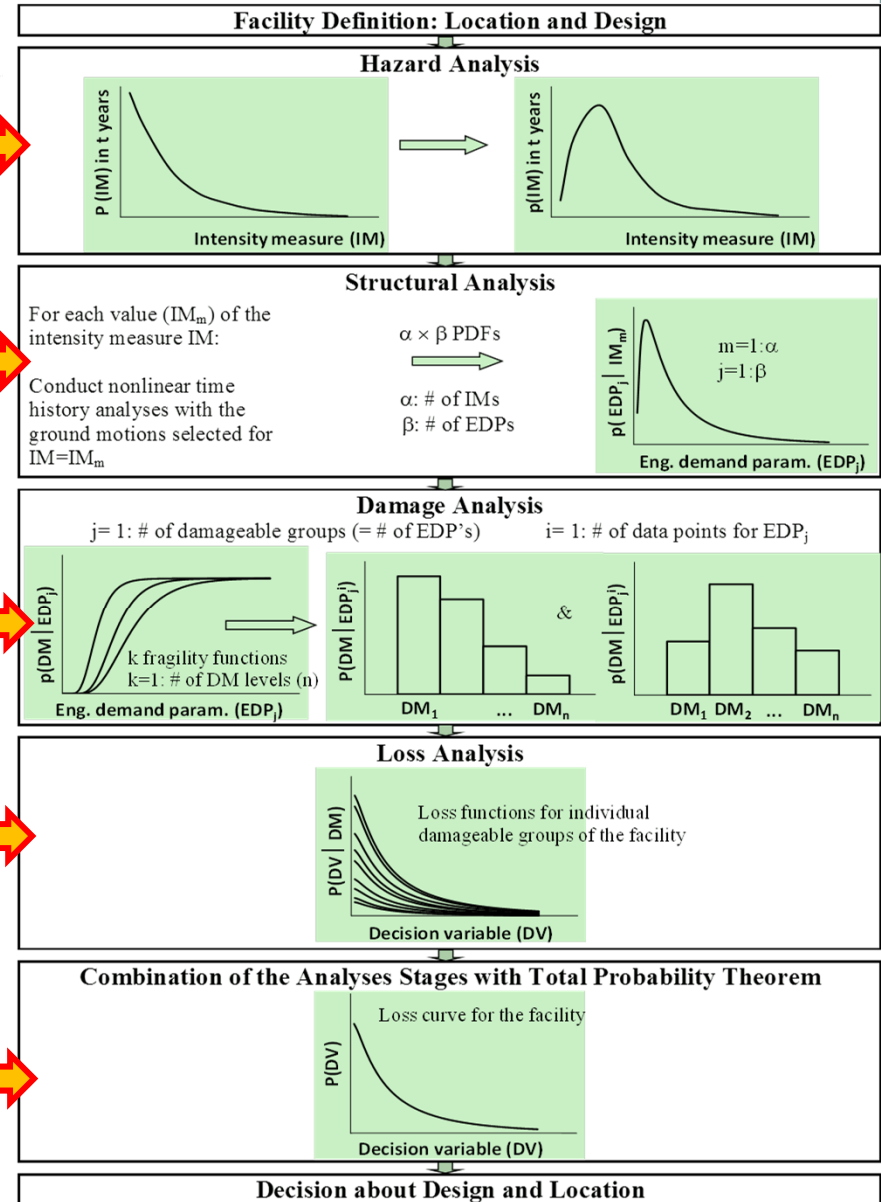 Facility Definition: Location and Design
Hazard Analysis
P (IM) in t years
Intensity measure (IM)
p(IM) in t years
Intensity measure (IM)
Structural Analysis
For each value (IMₘ) of the
intensity measure IM:
Conduct nonlinear time
history analyses with the
ground motions selected for
IM=IMₘ
α × β PDFs
α: # of IMs
β: # of EDPs
p( EDPⱼ | IMₘ)
m=1:α
j=1:β
Eng. demand param. (EDPⱼ)
Damage Analysis
j= 1: # of damageable groups (= # of EDP's)
i= 1: # of data points for EDPⱼ
p(DM | EDPⱼ)
k fragility functions
k=1: # of DM levels (n)
Eng. demand param. (EDPⱼ)
P(DM | EDPⱼⁱ)
DM₁ ... DMₙ
&
p(DM | EDPⱼⁱ)
DM₁ DM₂ ... DMₙ
Loss Analysis
P(DV | DM)
Loss functions for individual
damageable groups of the facility
Decision variable (DV)
Combination of the Analyses Stages with Total Probability Theorem
P(DV)
Loss curve for the facility
Decision variable (DV)
Decision about Design and Location